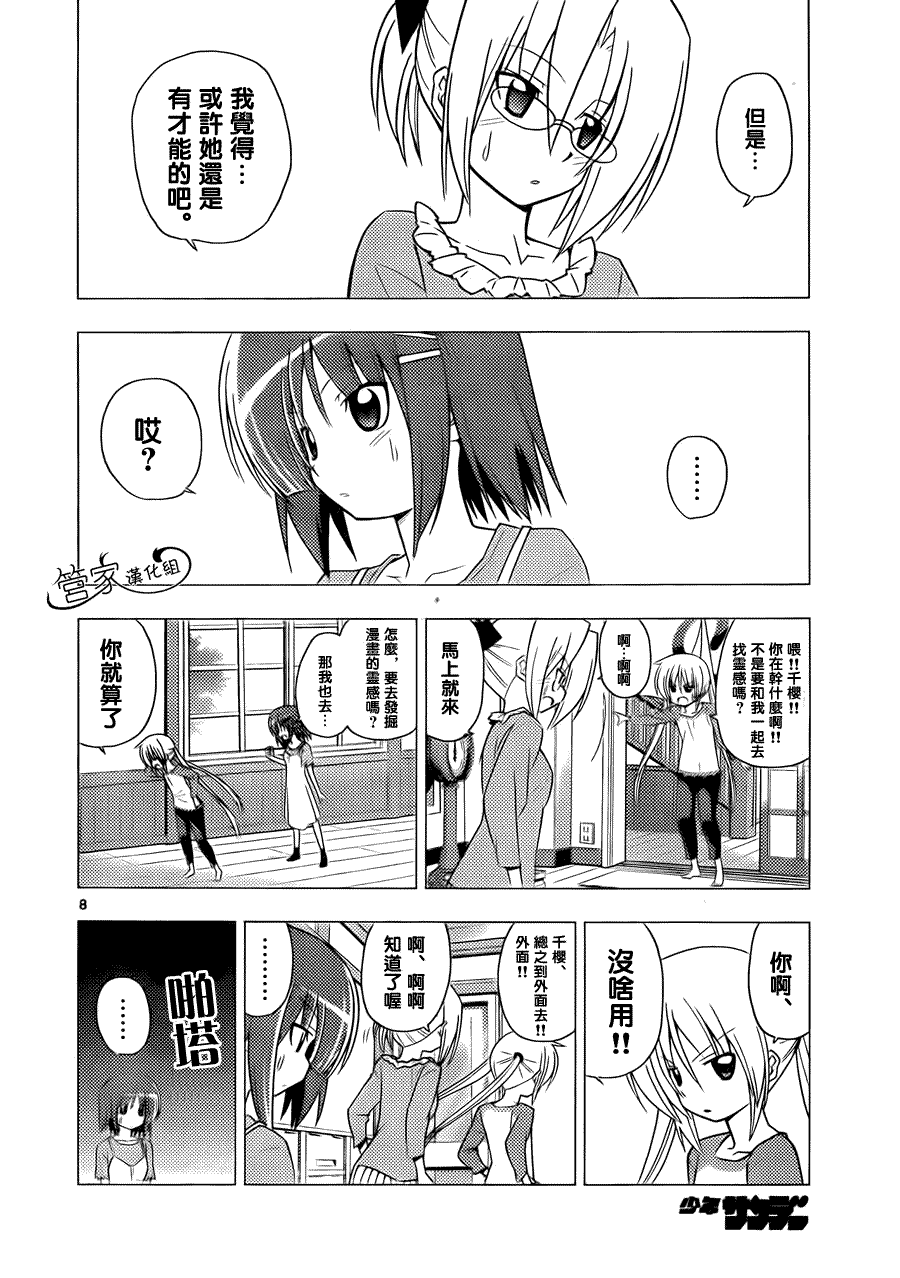 但是…
我覺得…
或許她還是
有才能的吧。
……
哎?
管家漢化組
喂!!千櫻!!
你在幹什麼啊!!
不是要和我一起去
找靈感嗎?
啊…啊啊
馬上就來
怎麼,要去發掘
漫畫的靈感嗎?
那我也去…
你就算了
8
你啊、
沒啥用!!
千櫻、
總之到外面去!!
外面!!
啊、啊啊
知道了喔
………
啪塔
…
少年サンデー